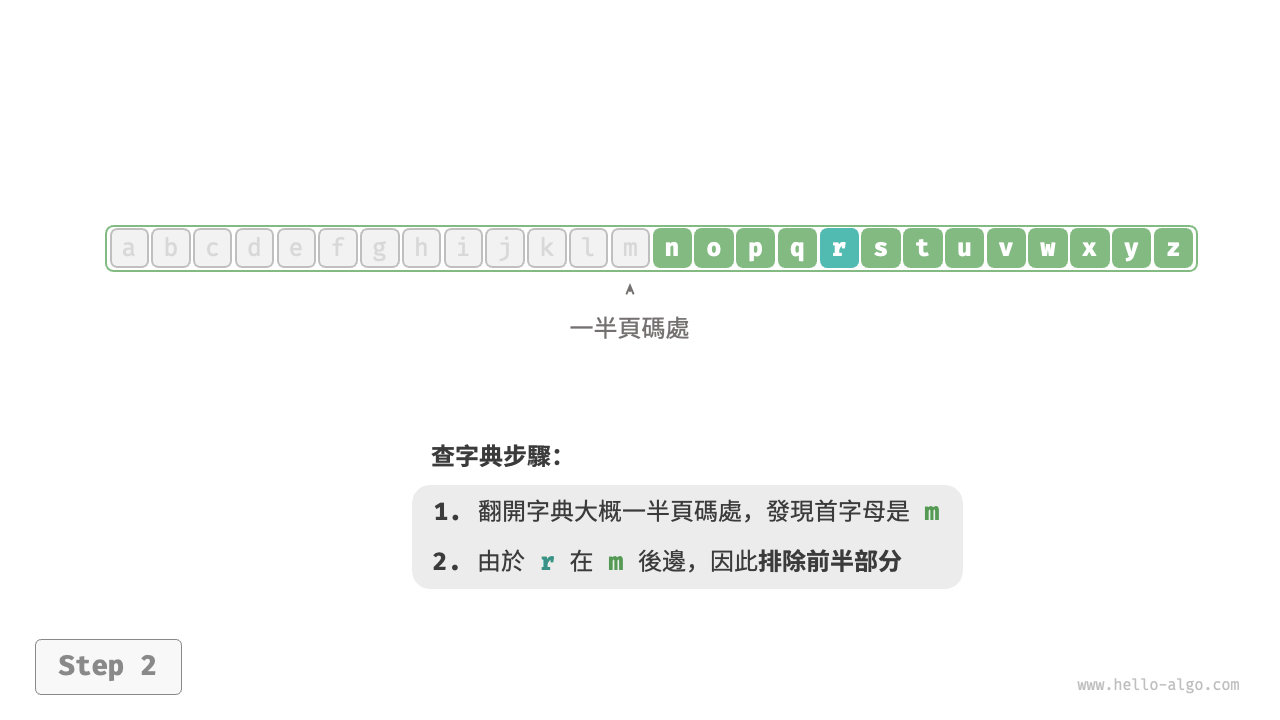 a b c d e f g h i j k l m n o p q r s t u v w x y z
一半頁碼處
查字典步驟：
1. 翻開字典大概一半頁碼處，發現首字母是 m
2. 由於 r 在 m 後邊，因此排除前半部分
Step 2
www.hello-algo.com